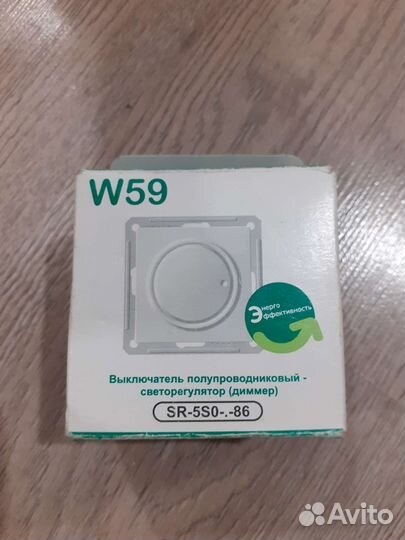 W59
Энерго
Эффективность
Выключатель полупроводниковый -
светорегулятор (диммер)
SR-5S0-.-86
Avito